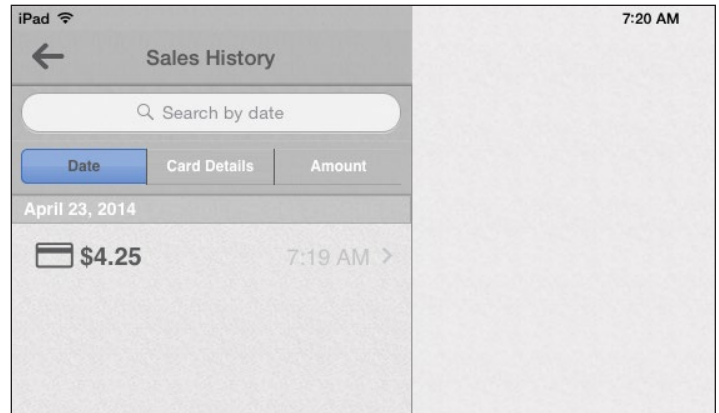 iPad 7:20 AM
Sales History
Search by date
Date Card Details Amount
April 23, 2014
$4.25 7:19 AM >